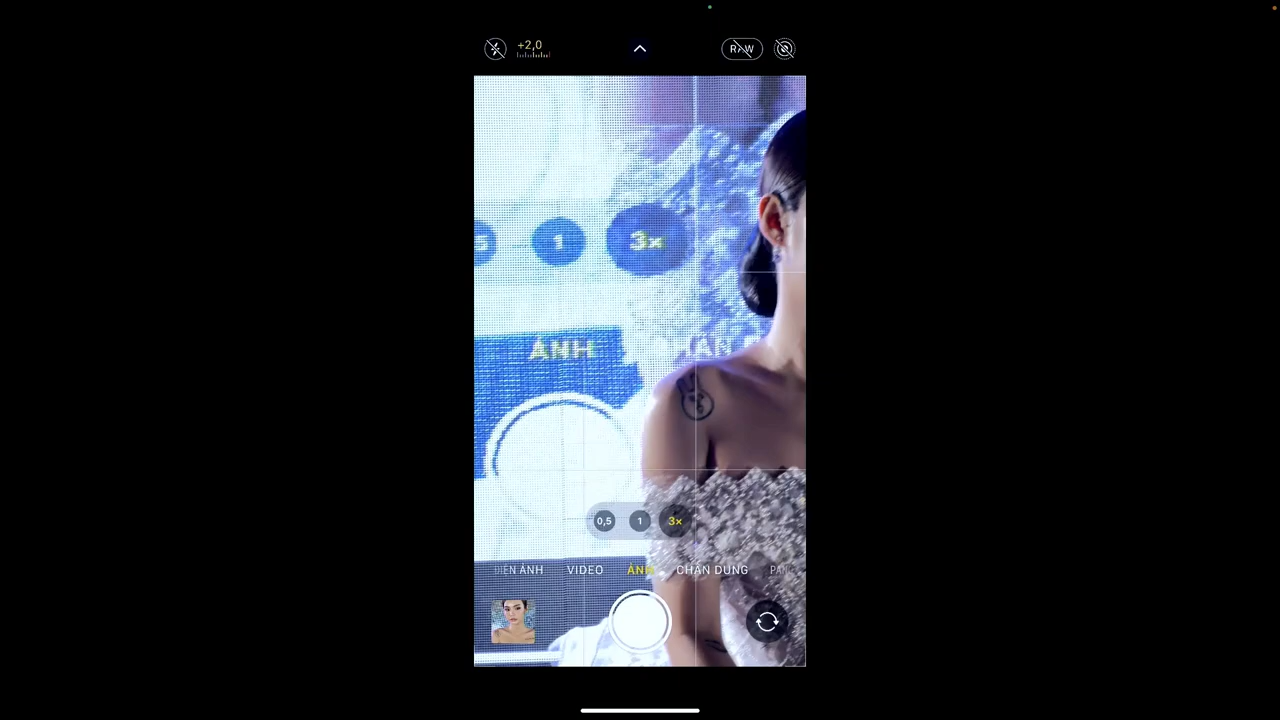 +2,0
RAW
1 3x
ẢNH
0,5 1 3x
VIDEO ẢNH CHÂN DUNG